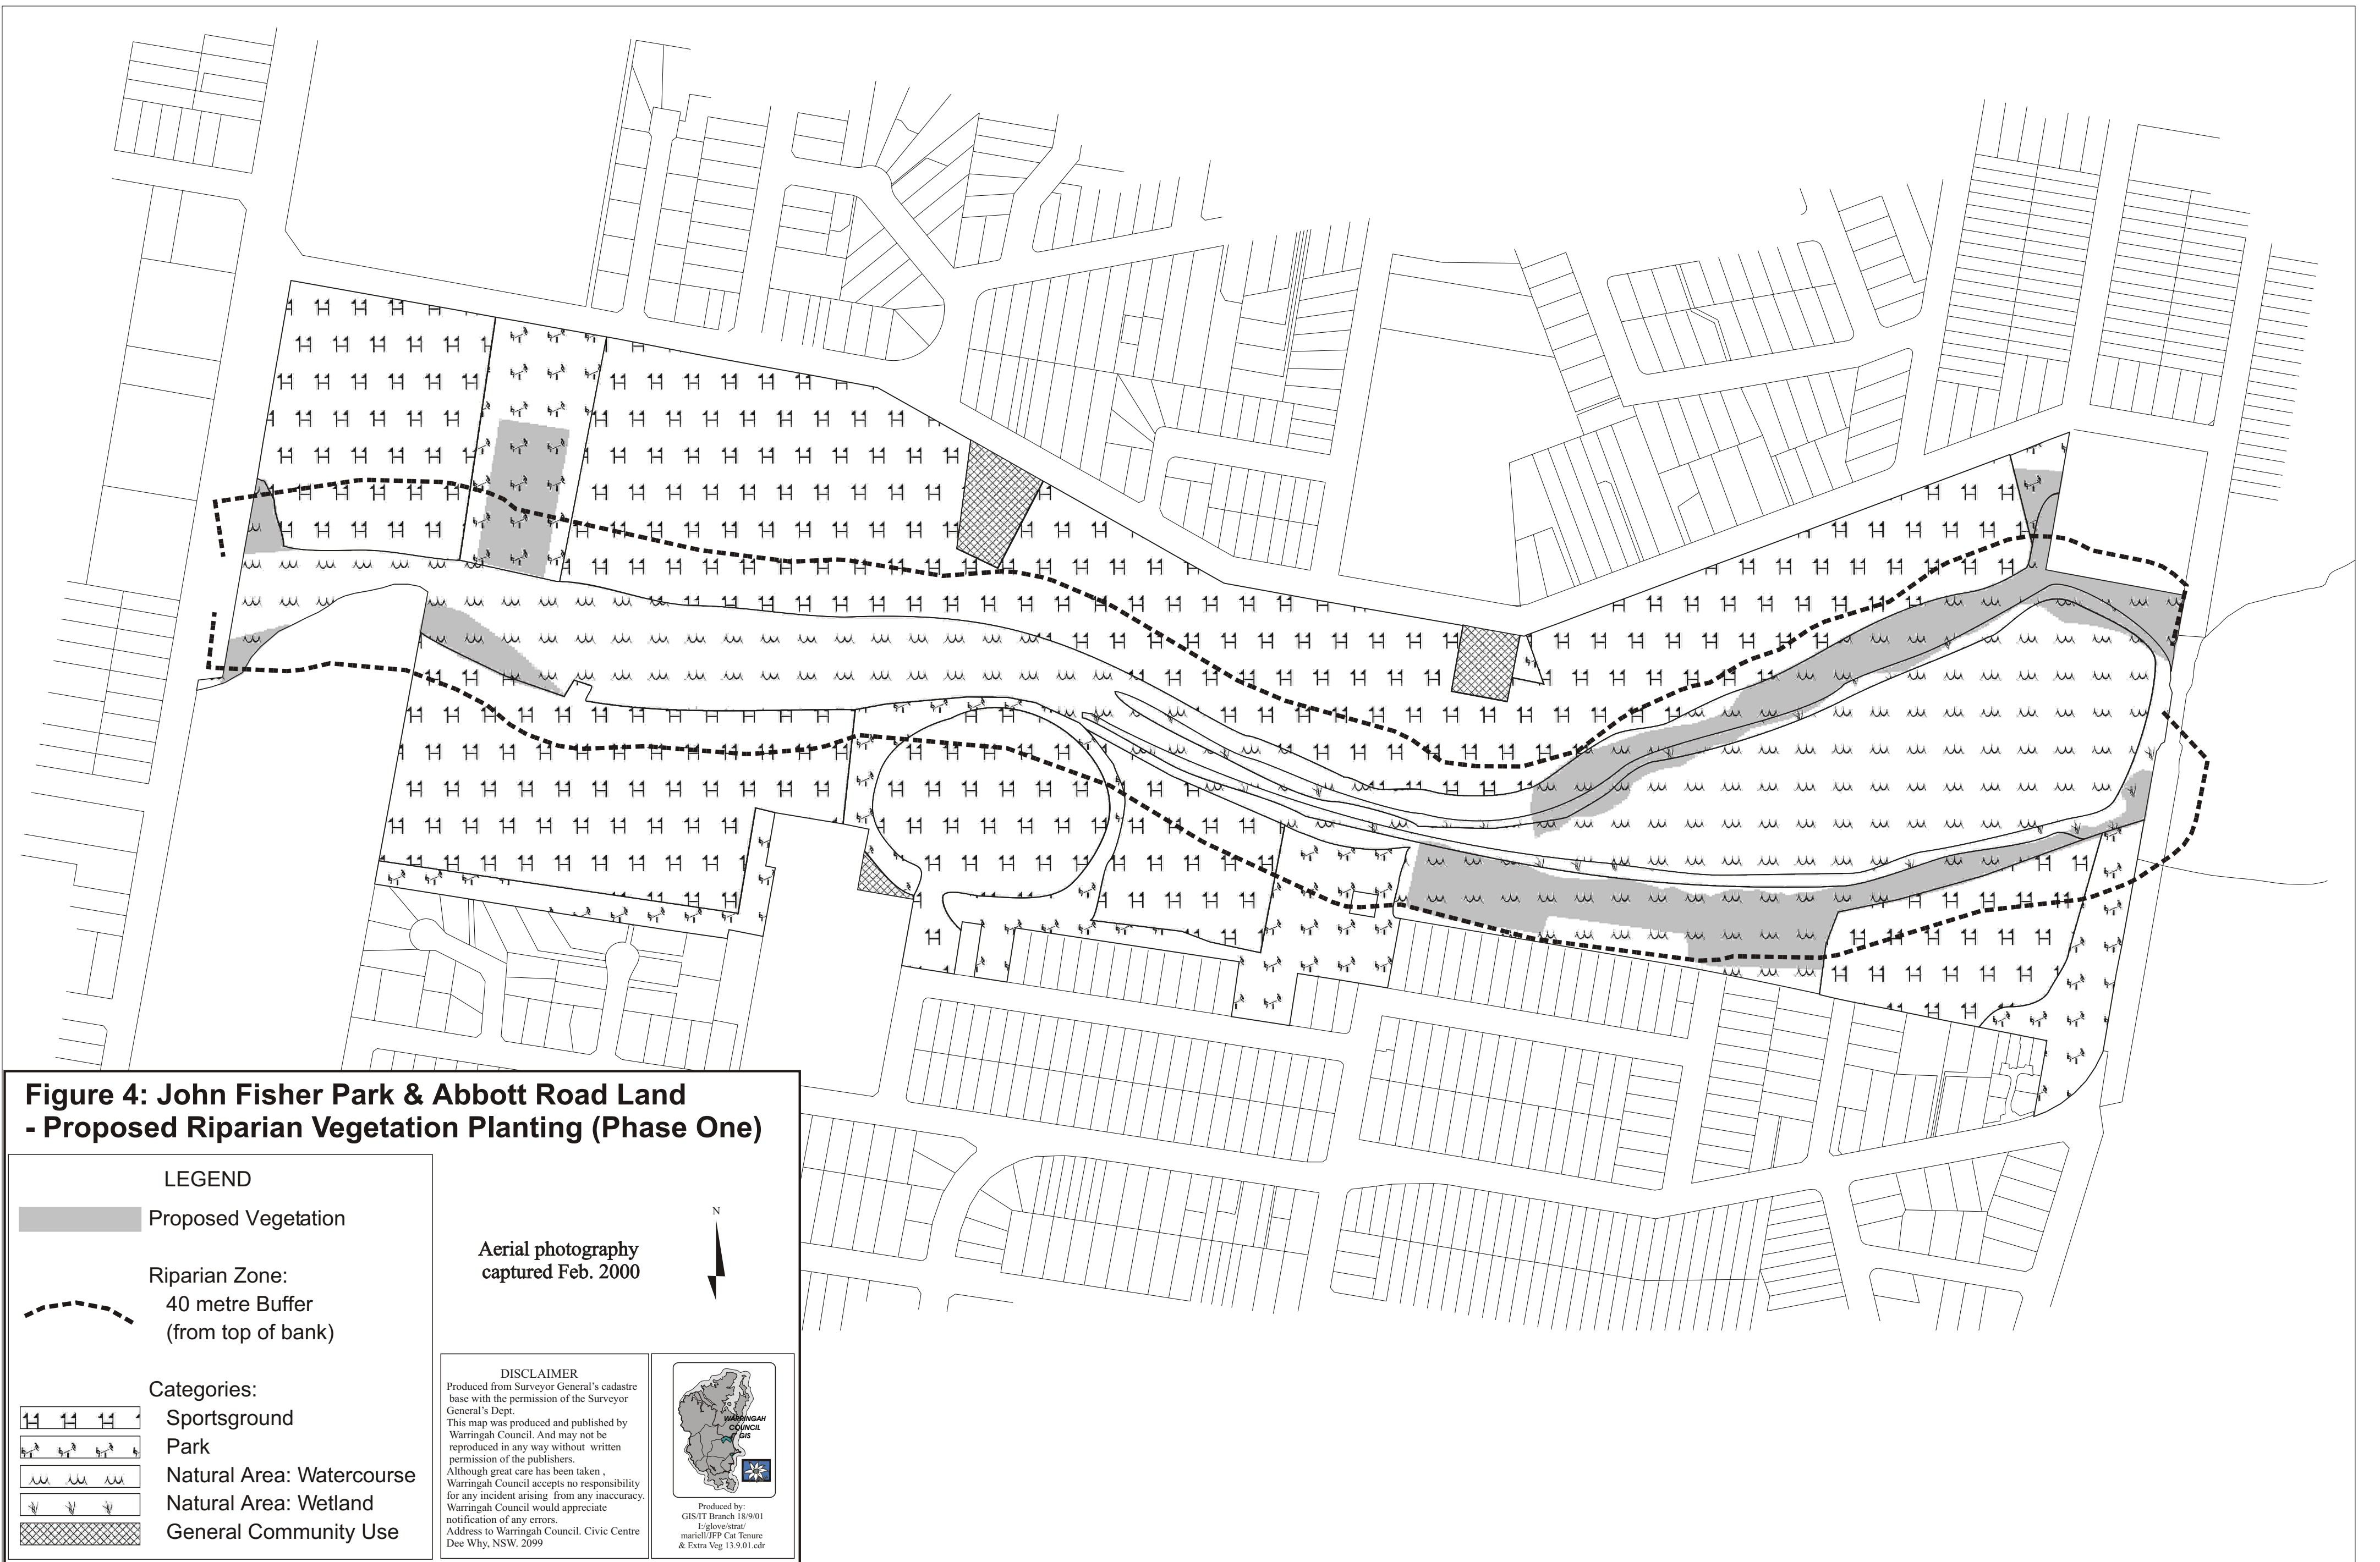 Figure 4: John Fisher Park & Abbott Road Land
- Proposed Riparian Vegetation Planting (Phase One)
LEGEND
Proposed Vegetation
Riparian Zone:
40 metre Buffer
(from top of bank)
Categories:
Sportsground
Park
Natural Area: Watercourse
Natural Area: Wetland
General Community Use
Aerial photography
captured Feb. 2000
N
DISCLAIMER
Produced from Surveyor General's cadastre
base with the permission of the Surveyor
General's Dept.
This map was produced and published by
Warringah Council. And may not be
reproduced in any way without written
permission of the publishers.
Although great care has been taken ,
Warringah Council accepts no responsibility
for any incident arising from any inaccuracy.
Warringah Council would appreciate
notification of any errors.
Address to Warringah Council. Civic Centre
Dee Why, NSW. 2099
WARRINGAH
COUNCIL
IT GIS
Produced by:
GIS/IT Branch 18/9/01
I:/glove/strat/
mariell/JFP Cat Tenure
& Extra Veg 13.9.01.cdr